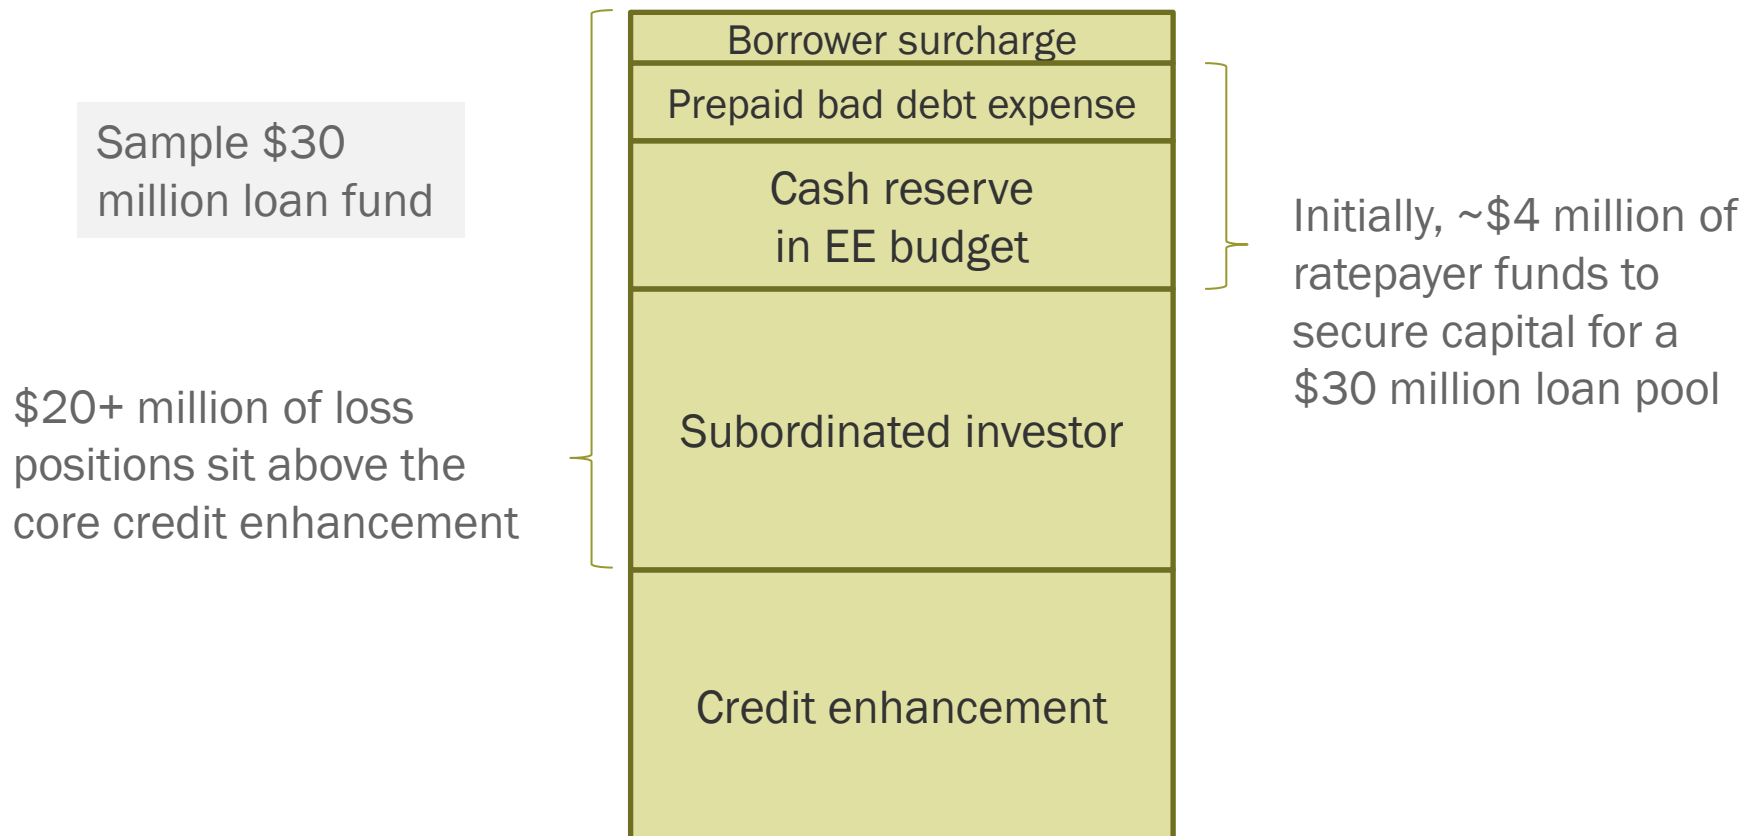 Borrower surcharge
Prepaid bad debt expense
Sample $30
million loan fund
Cash reserve
in EE budget
Initially, ~$4 million of
ratepayer funds to
secure capital for a
$30 million loan pool
$20+ million of loss
positions sit above the
core credit enhancement
Subordinated investor
Credit enhancement